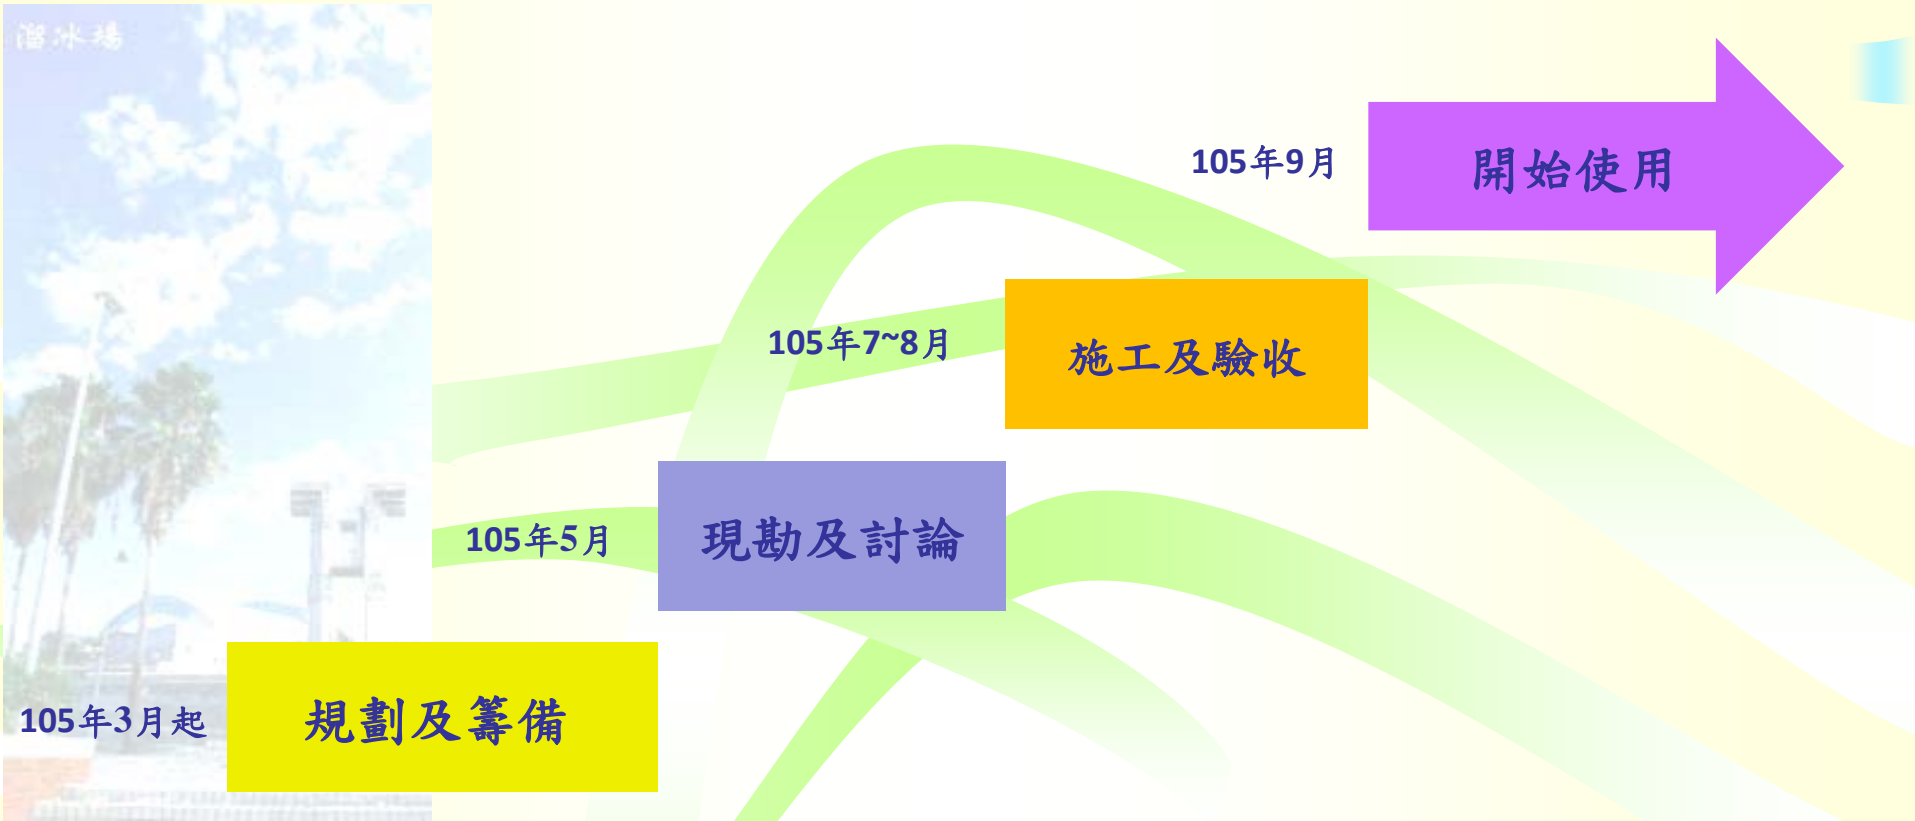 溜冰場
105年9月
開始使用
105年7~8月
施工及驗收
105年5月
現勘及討論
105年3月起
規劃及籌備